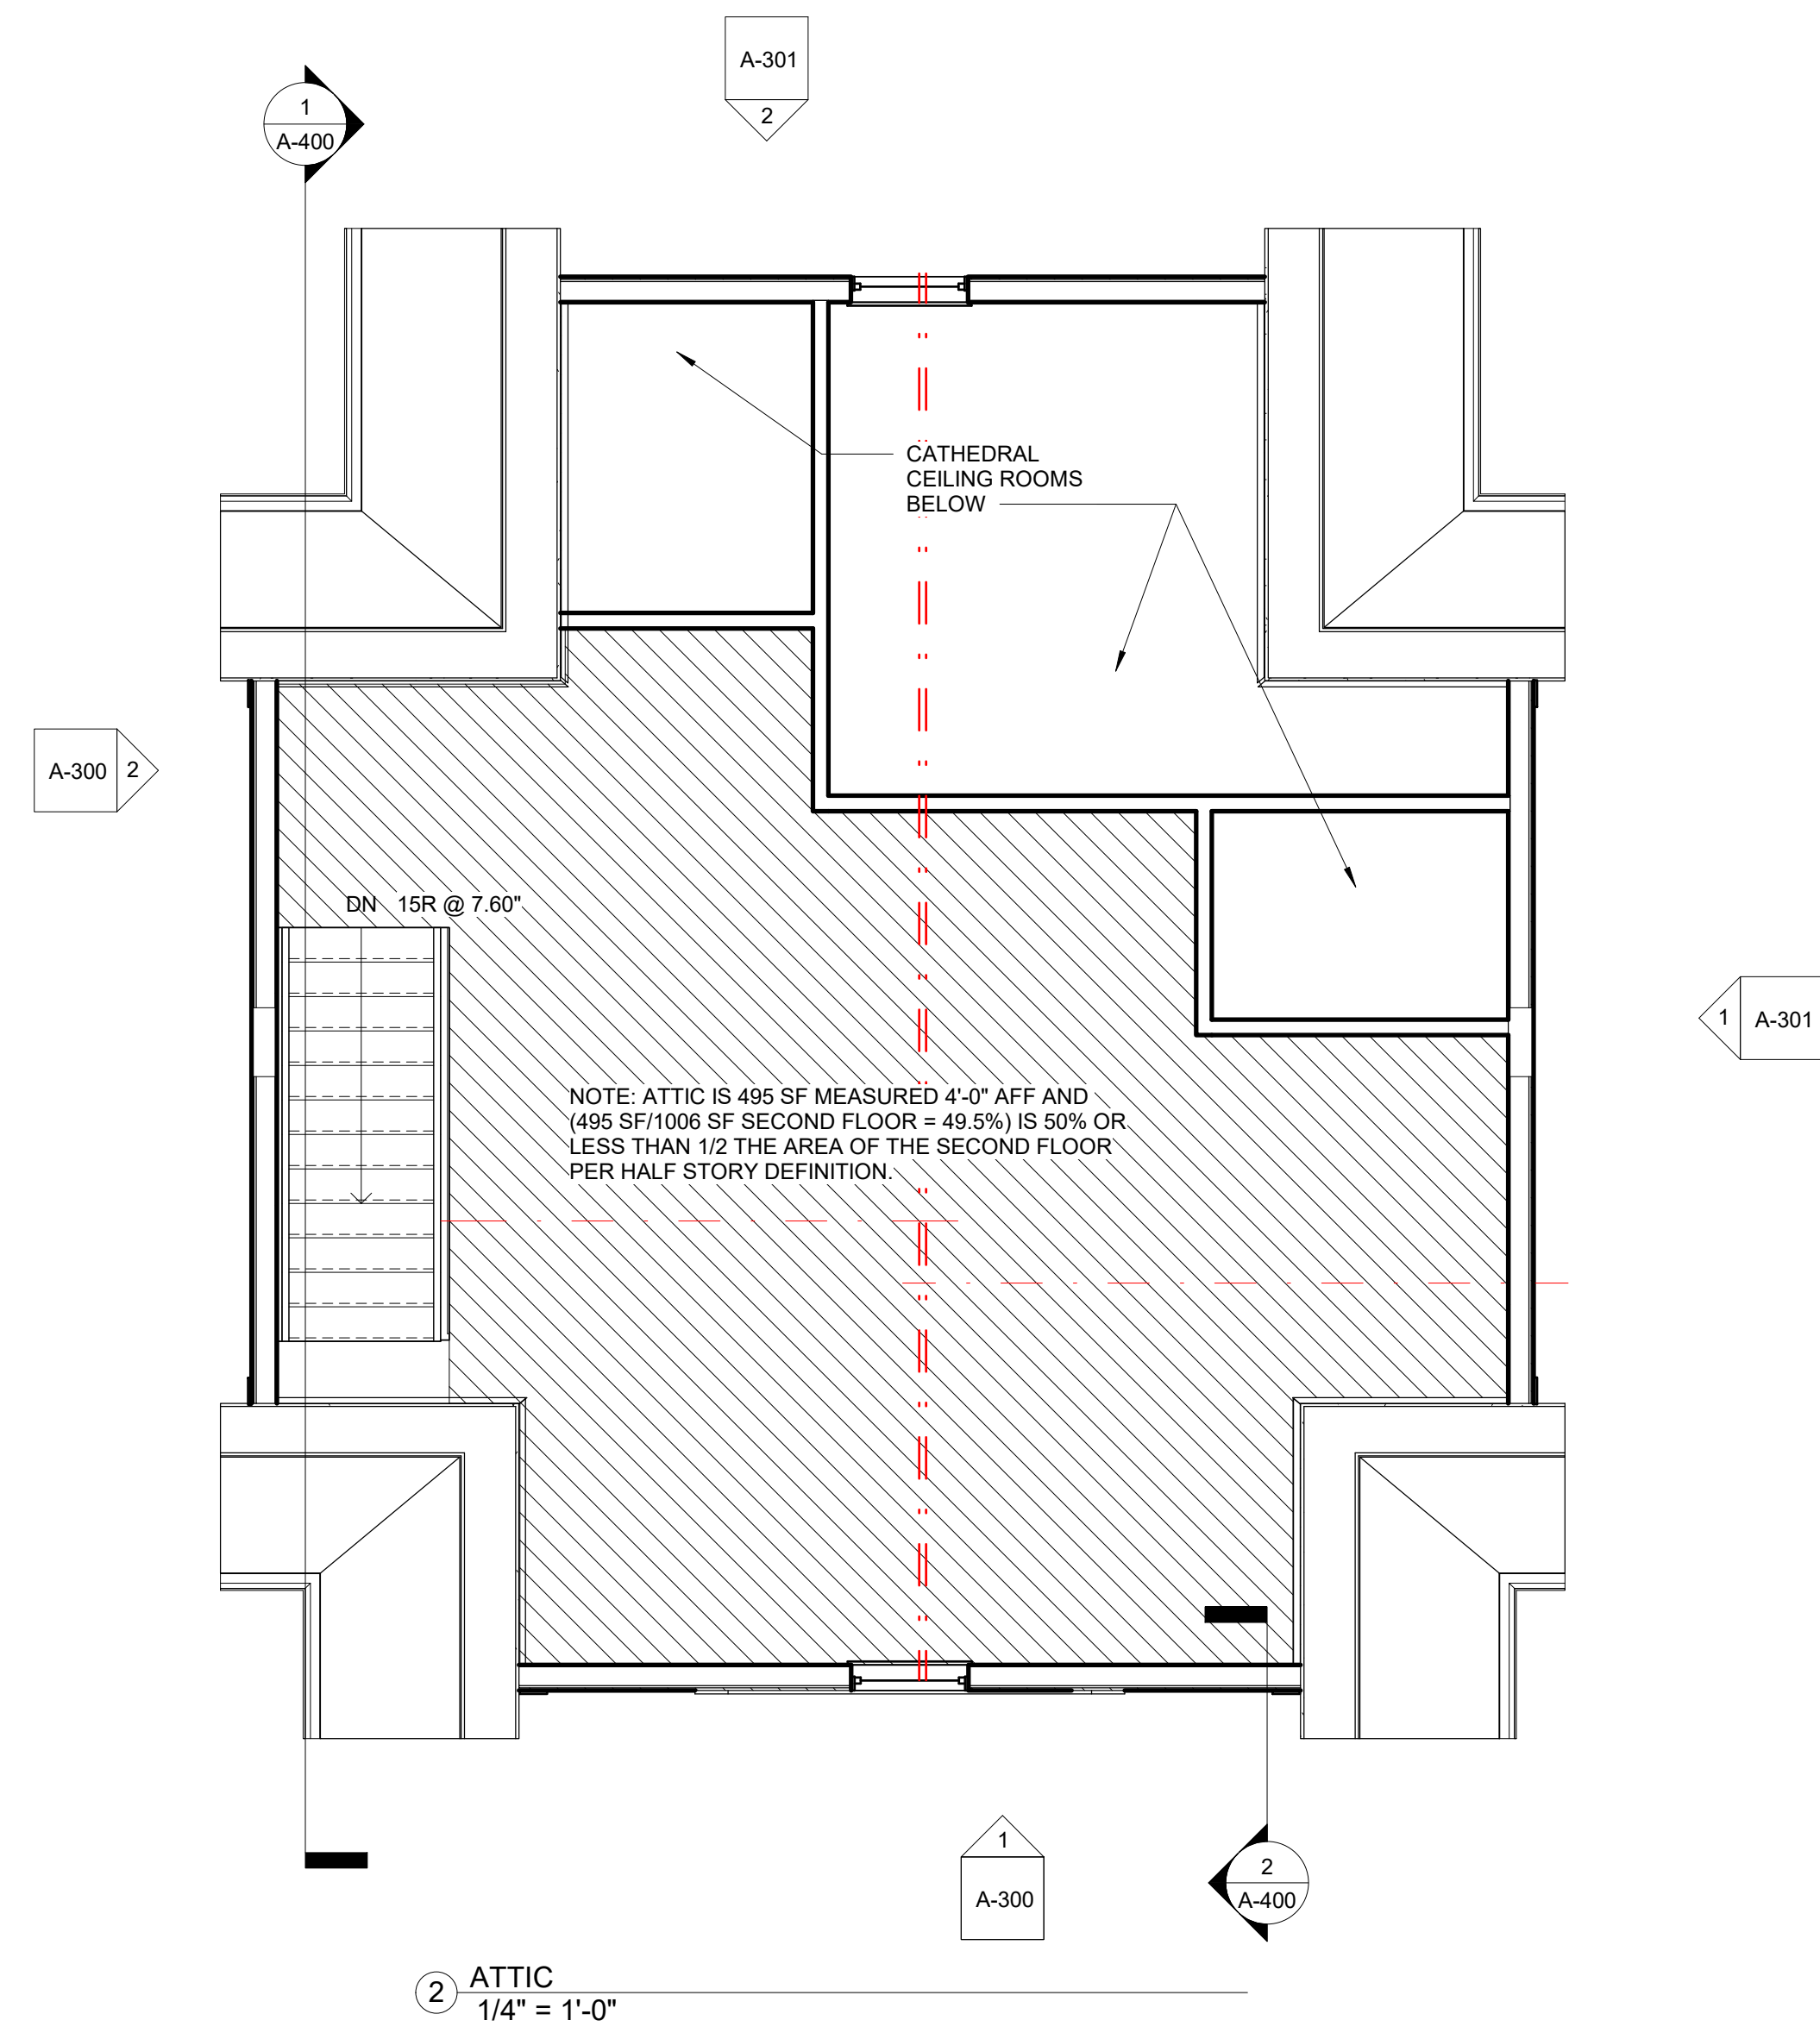 A-301
2
1
A-400
CATHEDRAL
CEILING ROOMS
BELOW
A-300
2
DN 15R @ 7.60"
1
A-301
NOTE: ATTIC IS 495 SF MEASURED 4'-0" AFF AND
(495 SF/1006 SF SECOND FLOOR = 49.5%) IS 50% OR
LESS THAN 1/2 THE AREA OF THE SECOND FLOOR
PER HALF STORY DEFINITION.
1
A-300
2
A-400
2
ATTIC
1/4" = 1'-0"